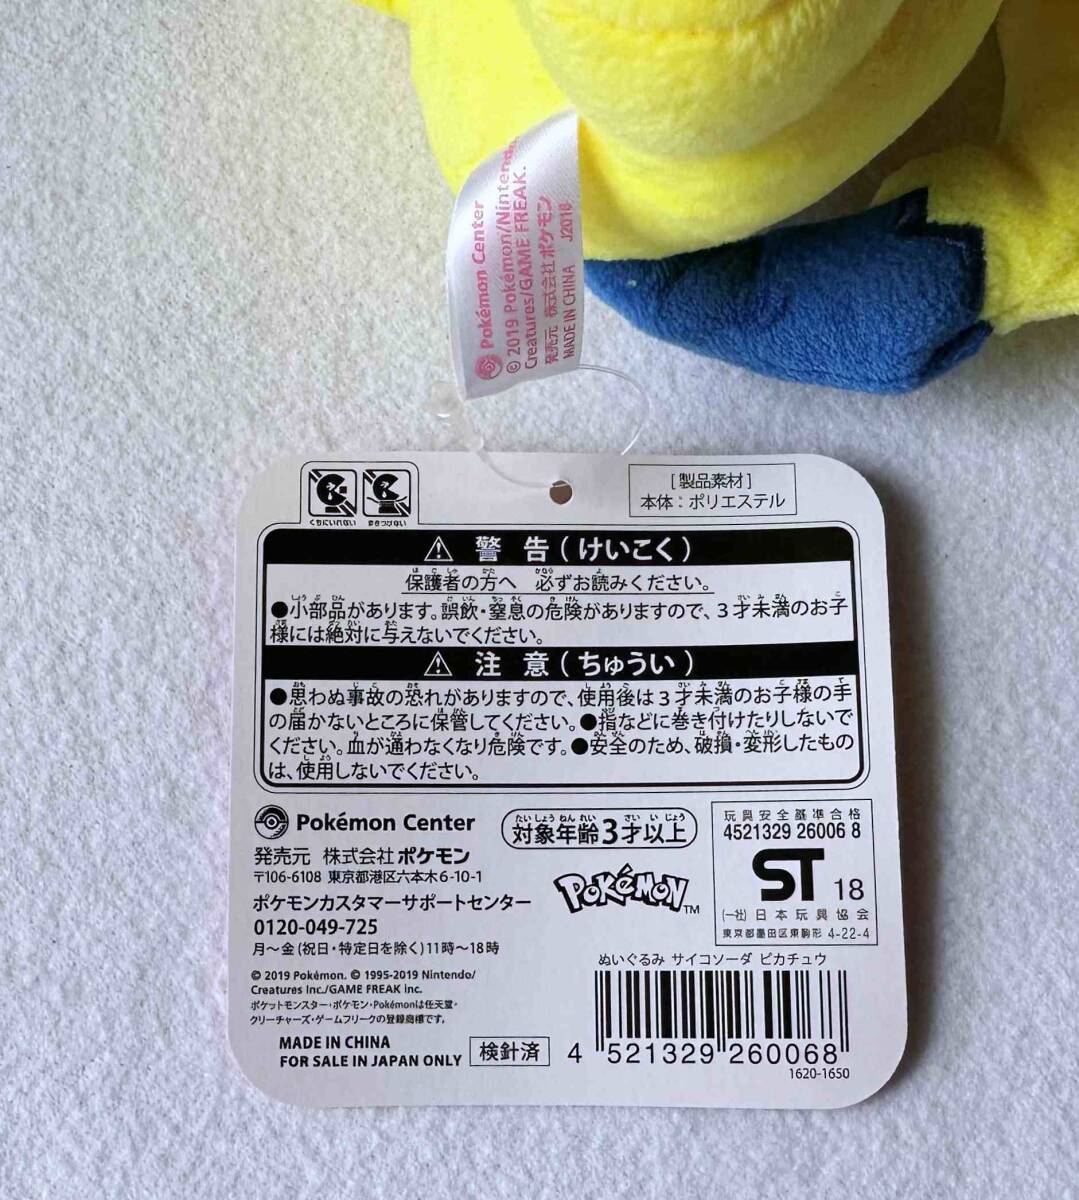 Pokémon Center
© 2019 Pokémon/Nintendo
Creatures/GAME FREAK.
発売元 株式会社ポケモン
MADE IN CHINA J2018
くちにいれない
まきつけない
[製品素材]
本体:ポリエステル
⚠ 警告(けいこく)
保護者の方へ 必ずお読みください。
●小部品があります。誤飲・窒息の危険がありますので、3才未満のお子
様には絶対に与えないでください。
⚠ 注意(ちゅうい)
●思わぬ事故の恐れがありますので、使用後は3才未満のお子様の手
の届かないところに保管してください。●指などに巻き付けたりしないで
ください。血が通わなくなり危険です。●安全のため、破損・変形したもの
は、使用しないでください。
Pokémon Center
発売元 株式会社ポケモン
〒106-6108 東京都港区六本木6-10-1
ポケモンカスタマーサポートセンター
0120-049-725
月～金(祝日・特定日を除く)11時～18時
© 2019 Pokémon. © 1995-2019 Nintendo/
Creatures Inc./GAME FREAK inc.
ポケットモンスター・ポケモン・Pokémonは任天堂・
クリーチャーズ・ゲームフリークの登録商標です。
MADE IN CHINA
FOR SALE IN JAPAN ONLY
検針済
対象年齢3才以上
たいしょうねんれい さいいじょう
POKéMON™
玩具安全基準合格
4521329 26006 8
ST 18
(一社)日本玩具協会
東京都墨田区東駒形 4-22-4
ぬいぐるみ サイコソーダ ピカチュウ
4 521329 260068
1620-1650